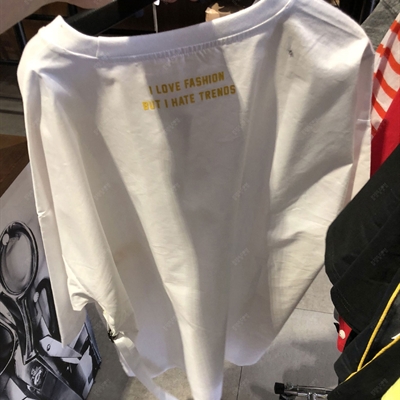 I LOVE FASHION
BUT I HATE TRENDS